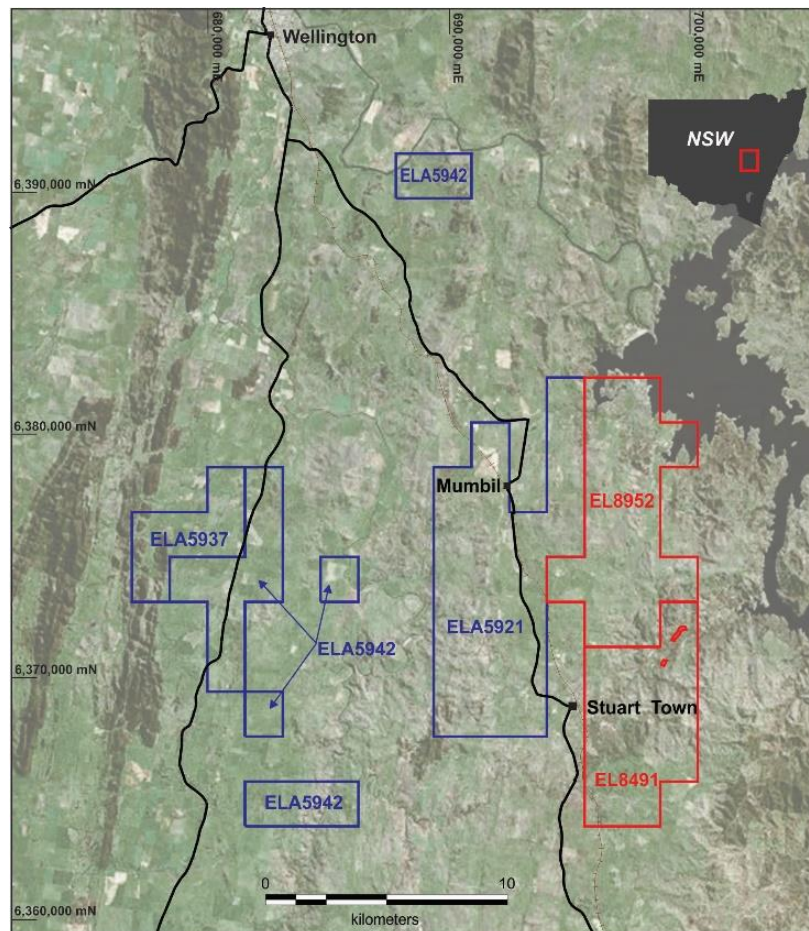 680,000 mE
690,000 mE
700,000 mE
Wellington
NSW
6,390,000 mN
ELA5942
6,380,000 mN
Mumbil
EL8952
ELA5937
ELA5921
ELA5942
6,370,000 mN
Stuart Town
EL8491
ELA5942
0
10
kilometers
6,360,000 mN